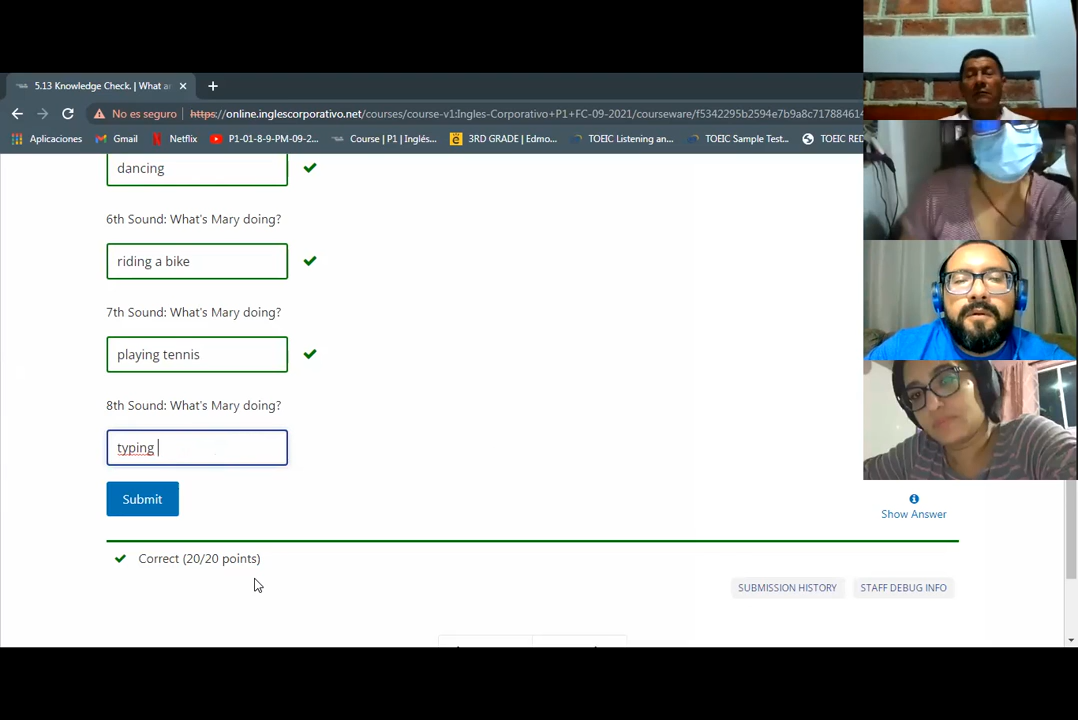 5.13 Knowledge Check. | What a
No es seguro
https://online.inglescorporativo.net/courses/course-v1:Ingles-Corporativo+P1+FC-09-2021/courseware/f5342295b2594e7b9a8c717884614
Aplicaciones Gmail Netflix P1-01-8-9-PM-09-2... Course | P1 | Inglés... 3RD GRADE | Edmo... TOEIC Listening an... TOEIC Sample Test... TOEIC RED
dancing
6th Sound: What's Mary doing?
riding a bike
7th Sound: What's Mary doing?
playing tennis
8th Sound: What's Mary doing?
typing
Submit
Show Answer
Correct (20/20 points)
SUBMISSION HISTORY STAFF DEBUG INFO